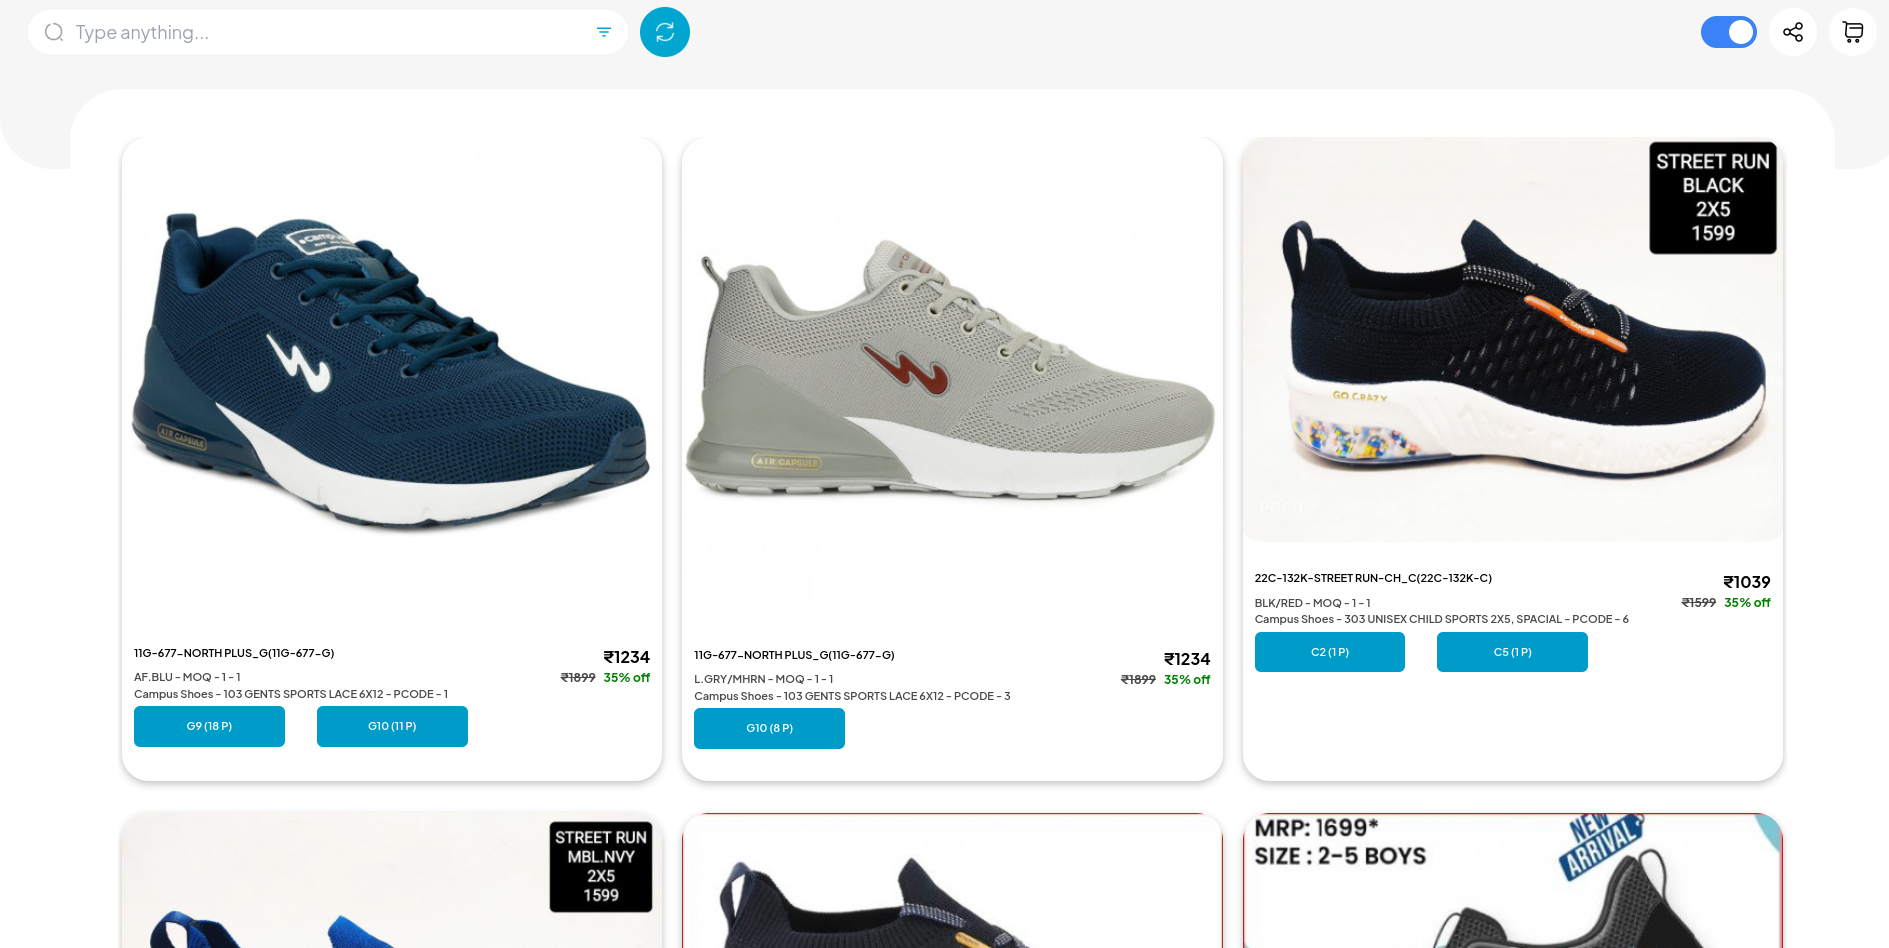 Type anything...
campus
AIR CAPSULE
11G-677-NORTH PLUS_G(11G-677-G)
₹1234
AF.BLU - MOQ - 1 - 1
₹1899 35% off
Campus Shoes - 103 GENTS SPORTS LACE 6X12 - PCODE - 1
G9 (18 P)
G10 (11 P)
AIR CAPSULE
11G-677-NORTH PLUS_G(11G-677-G)
₹1234
L.GRY/MHRN - MOQ - 1 - 1
₹1899 35% off
Campus Shoes - 103 GENTS SPORTS LACE 6X12 - PCODE - 3
G10 (8 P)
STREET RUN
BLACK
2X5
1599
GO CRAZY
22C-132K-STREET RUN-CH_C(22C-132K-C)
₹1039
BLK/RED - MOQ - 1 - 1
₹1599 35% off
Campus Shoes - 303 UNISEX CHILD SPORTS 2X5, SPACIAL - PCODE - 6
C2 (1 P)
C5 (1 P)
STREET RUN
MBL.NVY
2X5
1599
MRP: 1699*
SIZE : 2-5 BOYS
NEW
ARRIVAL